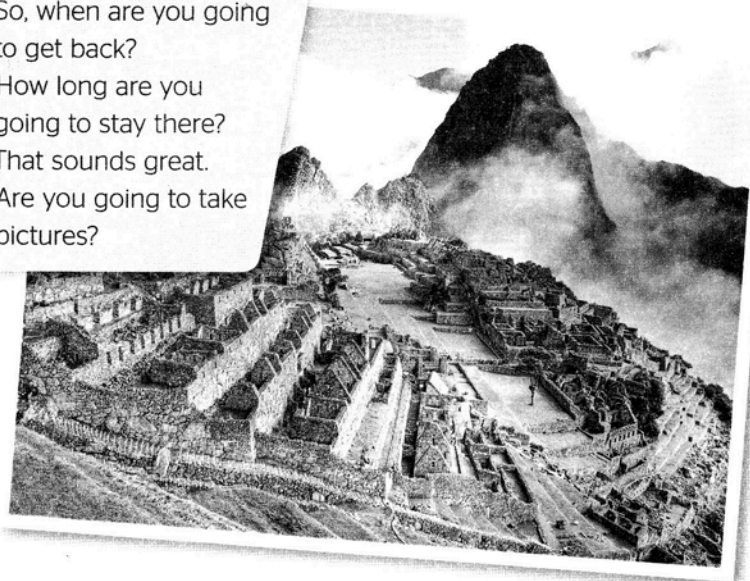 So, when are you going
to get back?
How long are you
going to stay there?
That sounds great.
Are you going to take
pictures?